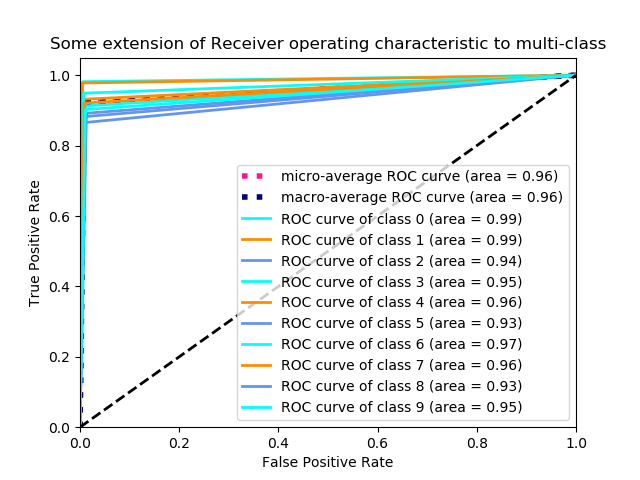 Some extension of Receiver operating characteristic to multi-class
1.0
0.8
0.6
0.4
0.2
0.0
True Positive Rate
micro-average ROC curve (area = 0.96)
macro-average ROC curve (area = 0.96)
ROC curve of class 0 (area = 0.99)
ROC curve of class 1 (area = 0.99)
ROC curve of class 2 (area = 0.94)
ROC curve of class 3 (area = 0.95)
ROC curve of class 4 (area = 0.96)
ROC curve of class 5 (area = 0.93)
ROC curve of class 6 (area = 0.97)
ROC curve of class 7 (area = 0.96)
ROC curve of class 8 (area = 0.93)
ROC curve of class 9 (area = 0.95)
0.0 0.2 0.4 0.6 0.8 1.0
False Positive Rate